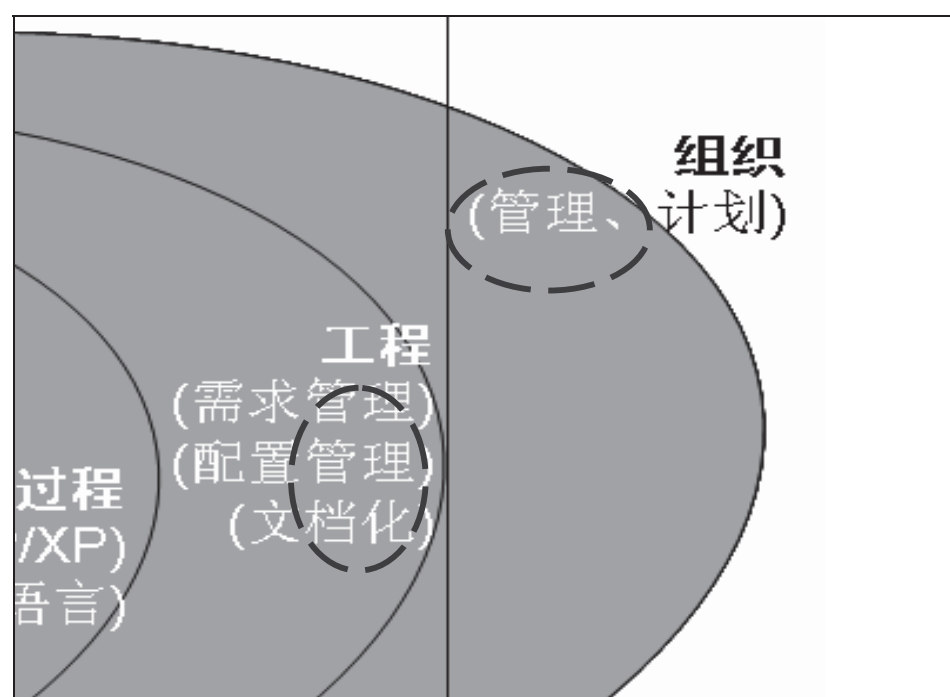 组织
(管理、计划)
工程
(需求管理)
(配置管理)
(文档化)
过程
/XP)
语言)